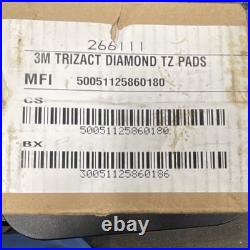 266111
3M TRIZACT DIAMOND TZ PADS
MFI 50051125860180
CS
50051125860180
BX
30051125860186